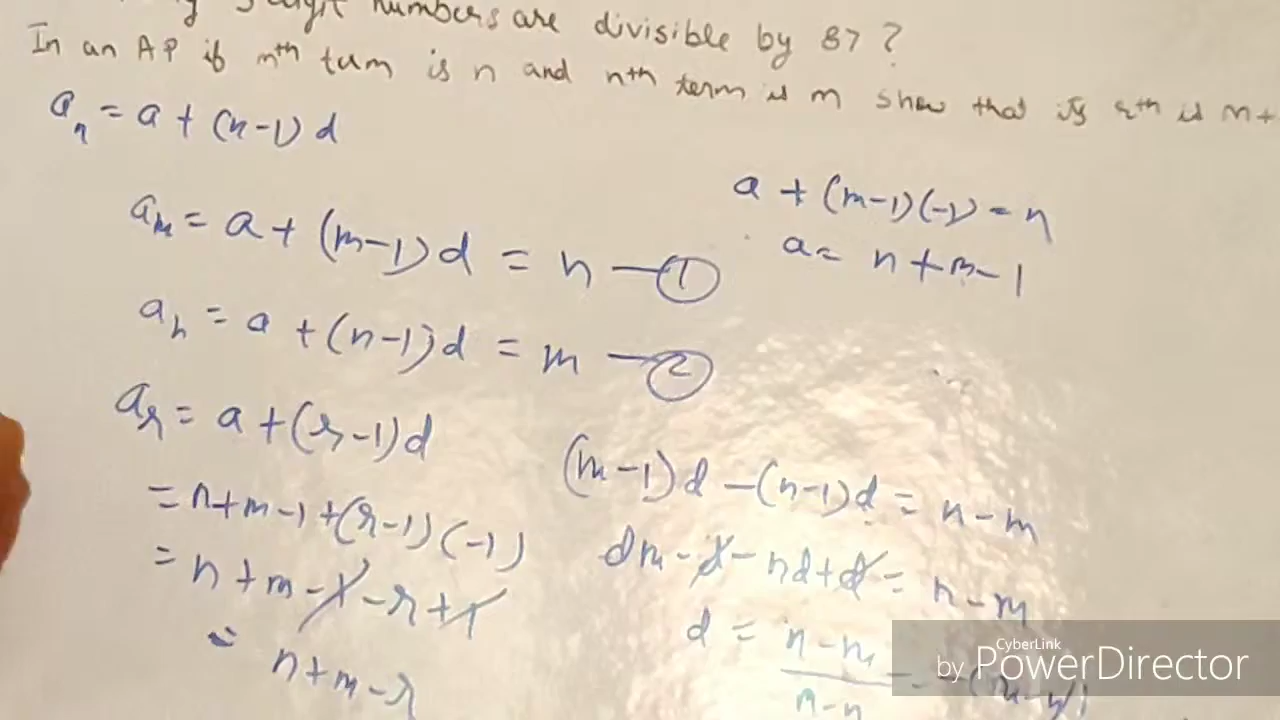 digit numbers are divisible by 87 ?
In an AP if mth term is n and nth term is m show that its rth is m+
an = a + (n-1) d
am = a + (m-1) d = n — 1
an = a + (n-1) d = m — 2
ar = a + (r-1) d
= n+m-1+(r-1) (-1)
= n+m-1-r+1
= n+m-r
a + (m-1)(-1) = n
a = n+m-1
(m-1)d - (n-1)d = n-m
dm - d - nd + d = n-m
d = n-m
m-n
CyberLink
by PowerDirector